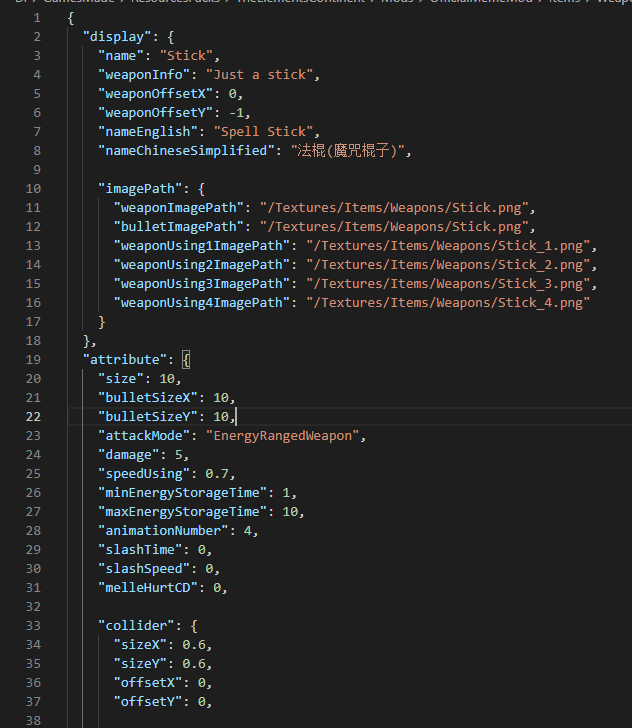 D: > GamesMade > ResourcesPacks > TheElementsContinent > Mods > OfficialMemeMod > Items > Weap
1 {
2 "display": {
3 "name": "Stick",
4 "weaponInfo": "Just a stick",
5 "weaponOffsetX": 0,
6 "weaponOffsetY": -1,
7 "nameEnglish": "Spell Stick",
8 "nameChineseSimplified": "法棍(魔咒棍子)",
9
10 "imagePath": {
11 "weaponImagePath": "/Textures/Items/Weapons/Stick.png",
12 "bulletImagePath": "/Textures/Items/Weapons/Stick.png",
13 "weaponUsing1ImagePath": "/Textures/Items/Weapons/Stick_1.png",
14 "weaponUsing2ImagePath": "/Textures/Items/Weapons/Stick_2.png",
15 "weaponUsing3ImagePath": "/Textures/Items/Weapons/Stick_3.png",
16 "weaponUsing4ImagePath": "/Textures/Items/Weapons/Stick_4.png"
17 }
18 },
19 "attribute": {
20 "size": 10,
21 "bulletSizeX": 10,
22 "bulletSizeY": 10,
23 "attackMode": "EnergyRangedWeapon",
24 "damage": 5,
25 "speedUsing": 0.7,
26 "minEnergyStorageTime": 1,
27 "maxEnergyStorageTime": 10,
28 "animationNumber": 4,
29 "slashTime": 0,
30 "slashSpeed": 0,
31 "melleHurtCD": 0,
32
33 "collider": {
34 "sizeX": 0.6,
35 "sizeY": 0.6,
36 "offsetX": 0,
37 "offsetY": 0,
38